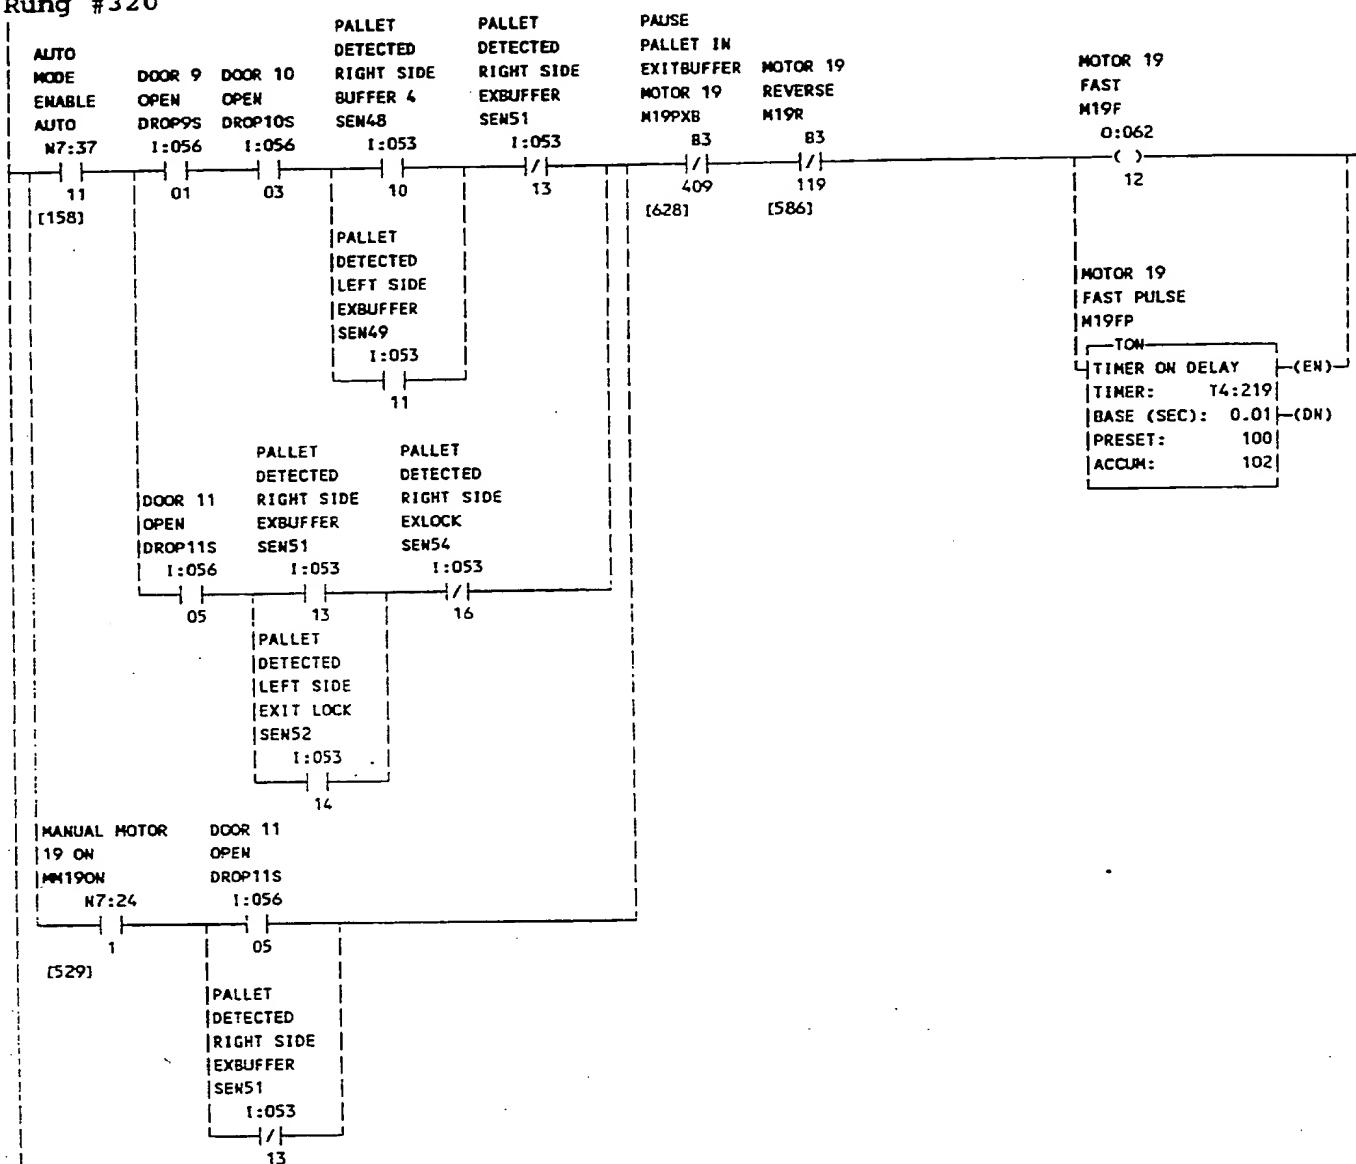 Rung #320
AUTO
MODE
ENABLE
AUTO
N7:37
11
[158]
DOOR 9
OPEN
DROP9S
I:056
01
DOOR 10
OPEN
DROP10S
I:056
03
PALLET
DETECTED
RIGHT SIDE
BUFFER 4
SEN48
I:053
10
PALLET
DETECTED
RIGHT SIDE
EXBUFFER
SEN51
I:053
13
PAUSE
PALLET IN
EXITBUFFER
MOTOR 19
M19PXB
B3
409
[628]
MOTOR 19
REVERSE
M19R
B3
119
[586]
MOTOR 19
FAST
M19F
O:062
12
PALLET
DETECTED
LEFT SIDE
EXBUFFER
SEN49
I:053
11
MOTOR 19
FAST PULSE
M19FP
TON
TIMER ON DELAY (EN)
TIMER: T4:219
BASE (SEC): 0.01 (DN)
PRESET: 100
ACCUM: 102
DOOR 11
OPEN
DROP11S
I:056
05
PALLET
DETECTED
RIGHT SIDE
EXBUFFER
SEN51
I:053
13
PALLET
DETECTED
RIGHT SIDE
EXLOCK
SEN54
I:053
16
PALLET
DETECTED
LEFT SIDE
EXIT LOCK
SEN52
I:053
14
MANUAL MOTOR
19 ON
MM19ON
N7:24
1
[529]
DOOR 11
OPEN
DROP11S
I:056
05
PALLET
DETECTED
RIGHT SIDE
EXBUFFER
SEN51
I:053
13